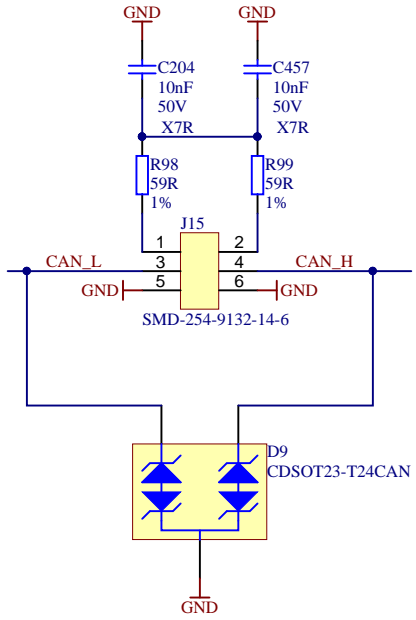 GND GND
C204 C457
10nF 10nF
50V 50V
X7R X7R
R98 R99
59R 59R
1% 1%
J15
1 2
CAN_L 3 4 CAN_H
GND 5 6 GND
SMD-254-9132-14-6
D9
CDSOT23-T24CAN
GND